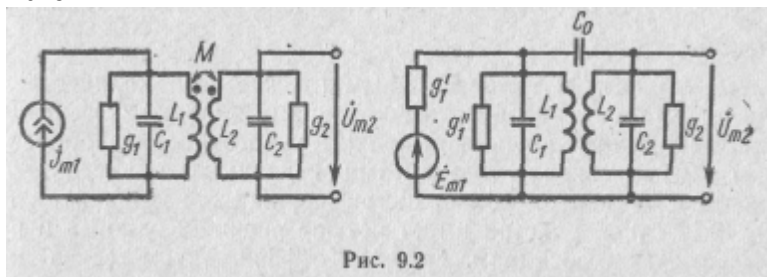 M
C₀
J̇ₘ₁
g₁
C₁
L₁
L₂
C₂
g₂
U̇ₘ₂
g₁′
g₁″
Ėₘ₁
C₁
L₁
L₂
C₂
g₂
U̇ₘ₂
Рис. 9.2